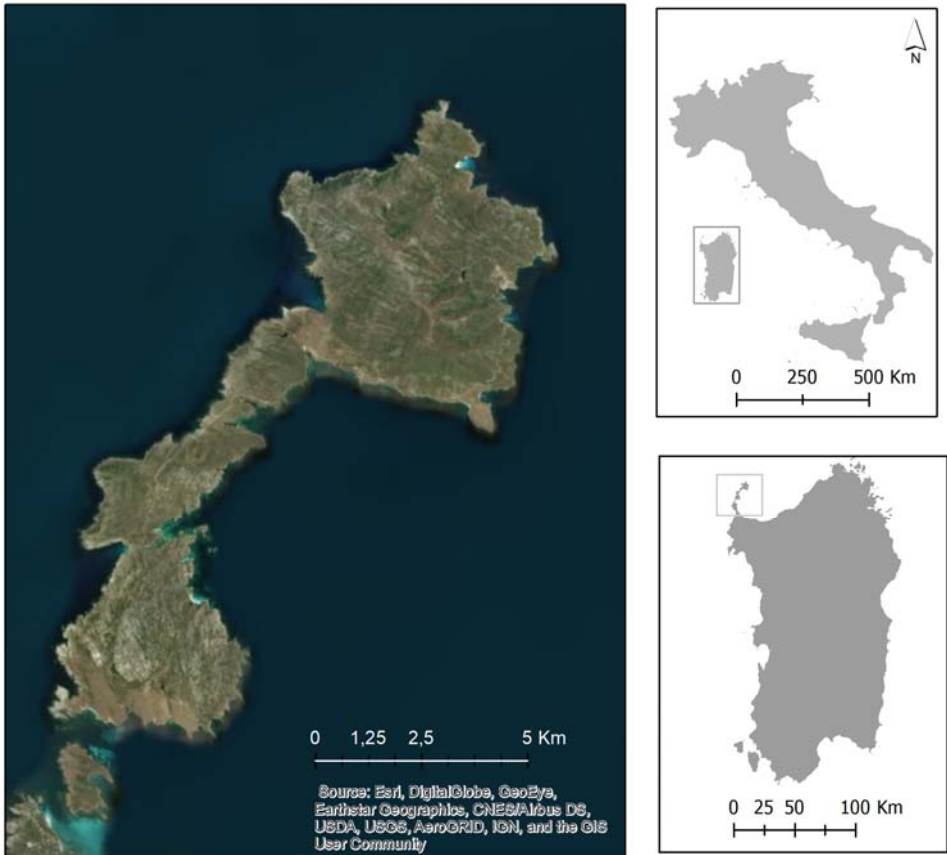 0 1,25 2,5 5 Km
Source: Esri, DigitalGlobe, GeoEye,
Earthstar Geographics, CNES/Airbus DS,
USDA, USGS, AeroGRID, IGN, and the GIS
User Community
N
0 250 500 Km
0 25 50 100 Km